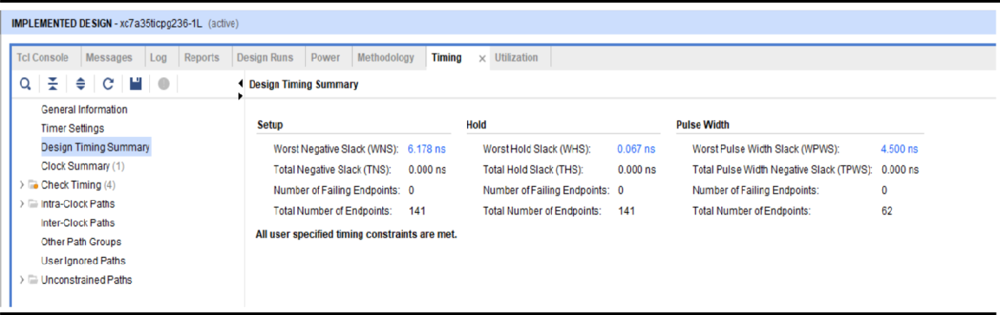 IMPLEMENTED DESIGN - xc7a35ticpg236-1L (active)
Tcl Console Messages Log Reports Design Runs Power Methodology Timing × Utilization
Design Timing Summary
General Information
Timer Settings
Design Timing Summary
Clock Summary (1)
Check Timing (4)
Intra-Clock Paths
Inter-Clock Paths
Other Path Groups
User Ignored Paths
Unconstrained Paths
Setup Hold Pulse Width
Worst Negative Slack (WNS): 6.178 ns Worst Hold Slack (WHS): 0.067 ns Worst Pulse Width Slack (WPWS): 4.500 ns
Total Negative Slack (TNS): 0.000 ns Total Hold Slack (THS): 0.000 ns Total Pulse Width Negative Slack (TPWS): 0.000 ns
Number of Failing Endpoints: 0 Number of Failing Endpoints: 0 Number of Failing Endpoints: 0
Total Number of Endpoints: 141 Total Number of Endpoints: 141 Total Number of Endpoints: 62
All user specified timing constraints are met.